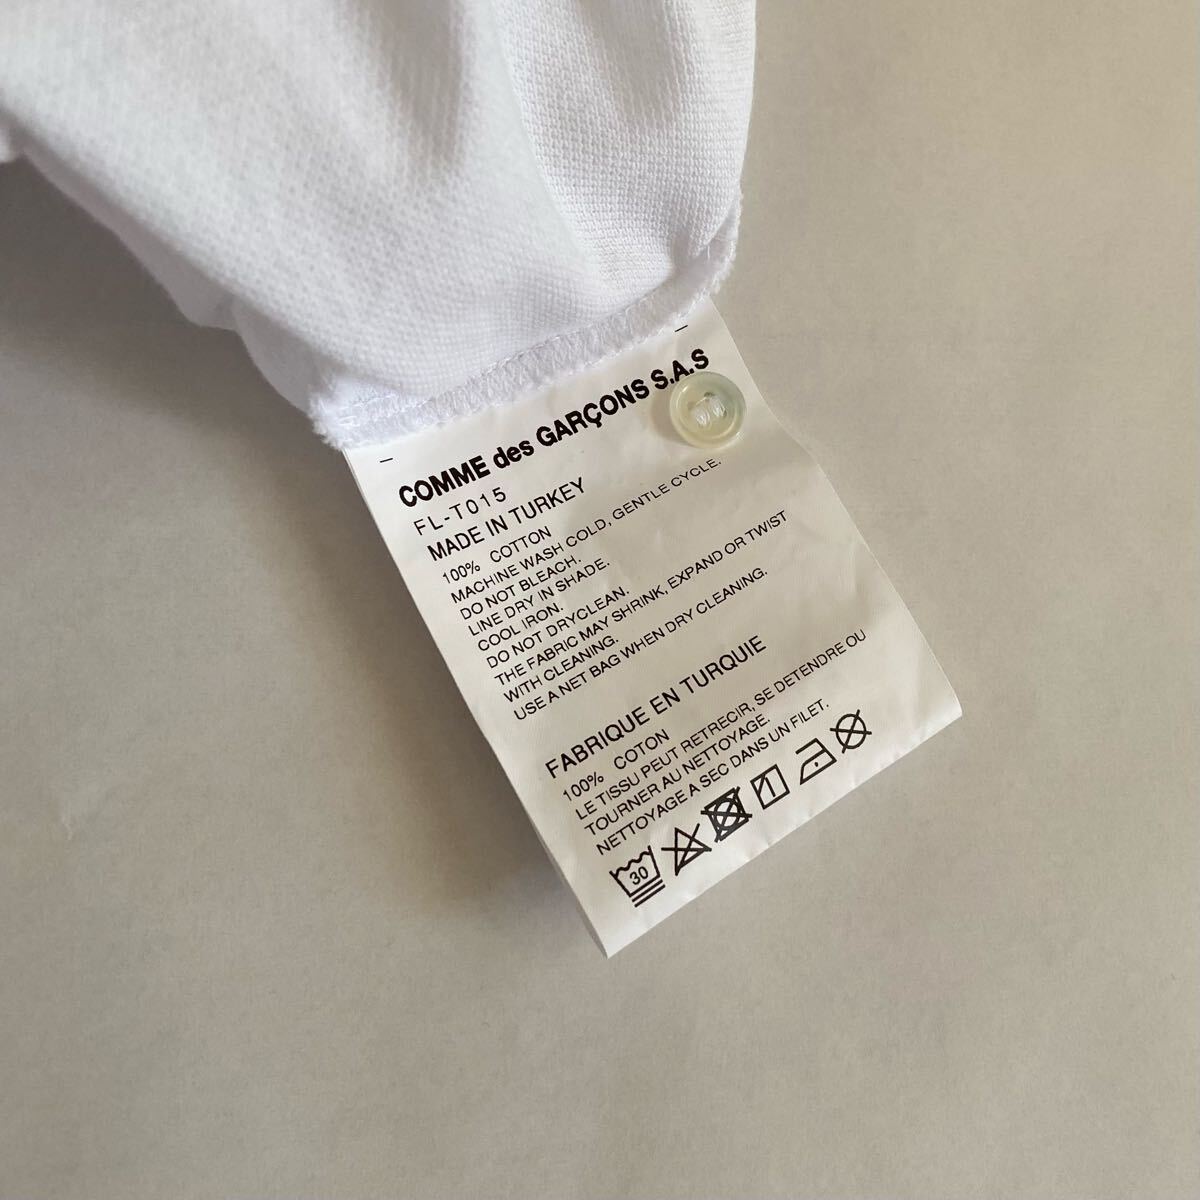 COMME des GARÇONS S.A.S
FL-T015
MADE IN TURKEY
100% COTTON
MACHINE WASH COLD, GENTLE CYCLE.
DO NOT BLEACH.
LINE DRY IN SHADE.
COOL IRON.
DO NOT DRYCLEAN.
THE FABRIC MAY SHRINK, EXPAND OR TWIST
WITH CLEANING.
USE A NET BAG WHEN DRY CLEANING.
FABRIQUE EN TURQUIE
100% COTON
LE TISSU PEUT RETRECIR, SE DETENDRE OU
TOURNER AU NETTOYAGE.
NETTOYAGE A SEC DANS UN FILET.
30